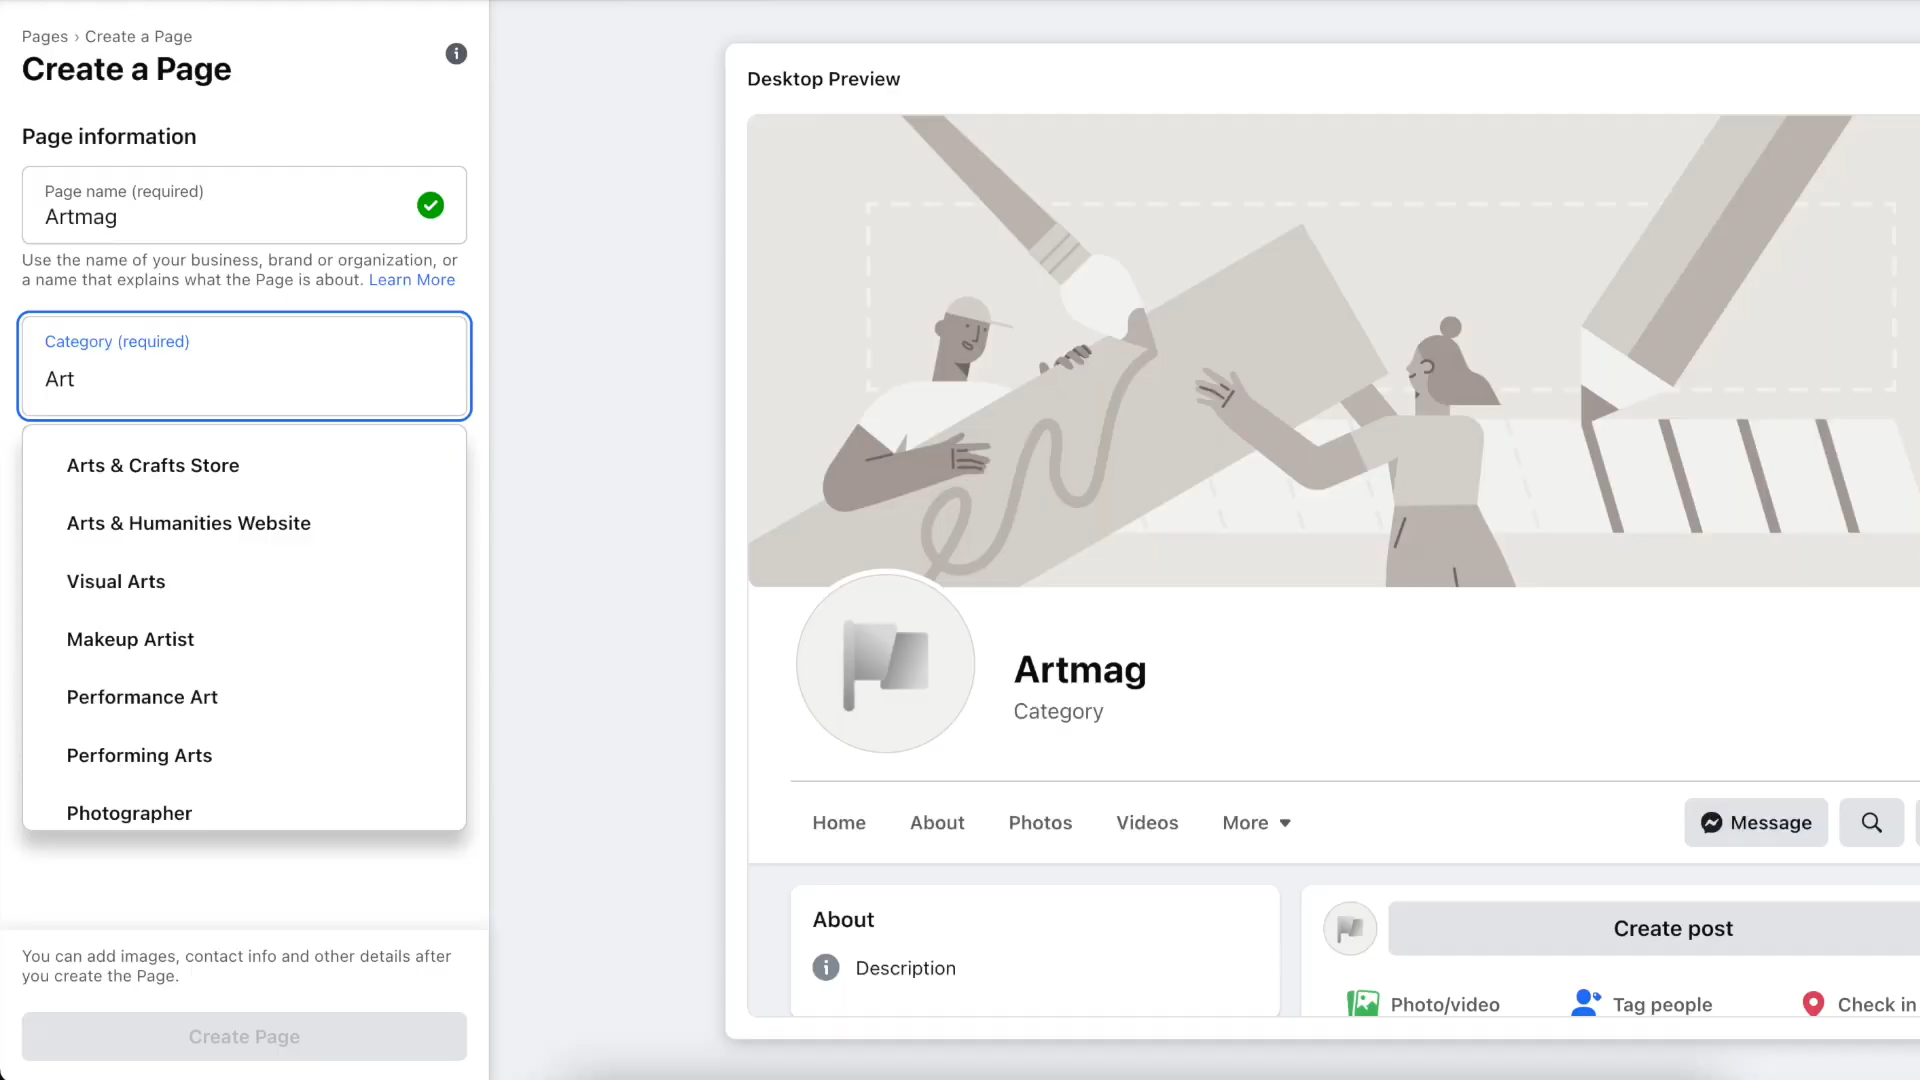 Pages › Create a Page
Create a Page
Page information
Page name (required)
Artmag
Use the name of your business, brand or organization, or
a name that explains what the Page is about. Learn More
Category (required)
Art
Arts & Crafts Store
Arts & Humanities Website
Visual Arts
Makeup Artist
Performance Art
Performing Arts
Photographer
You can add images, contact info and other details after
you create the Page.
Create Page
Desktop Preview
Artmag
Category
Home About Photos Videos More
Message
About
Description
Create post
Photo/video Tag people Check in